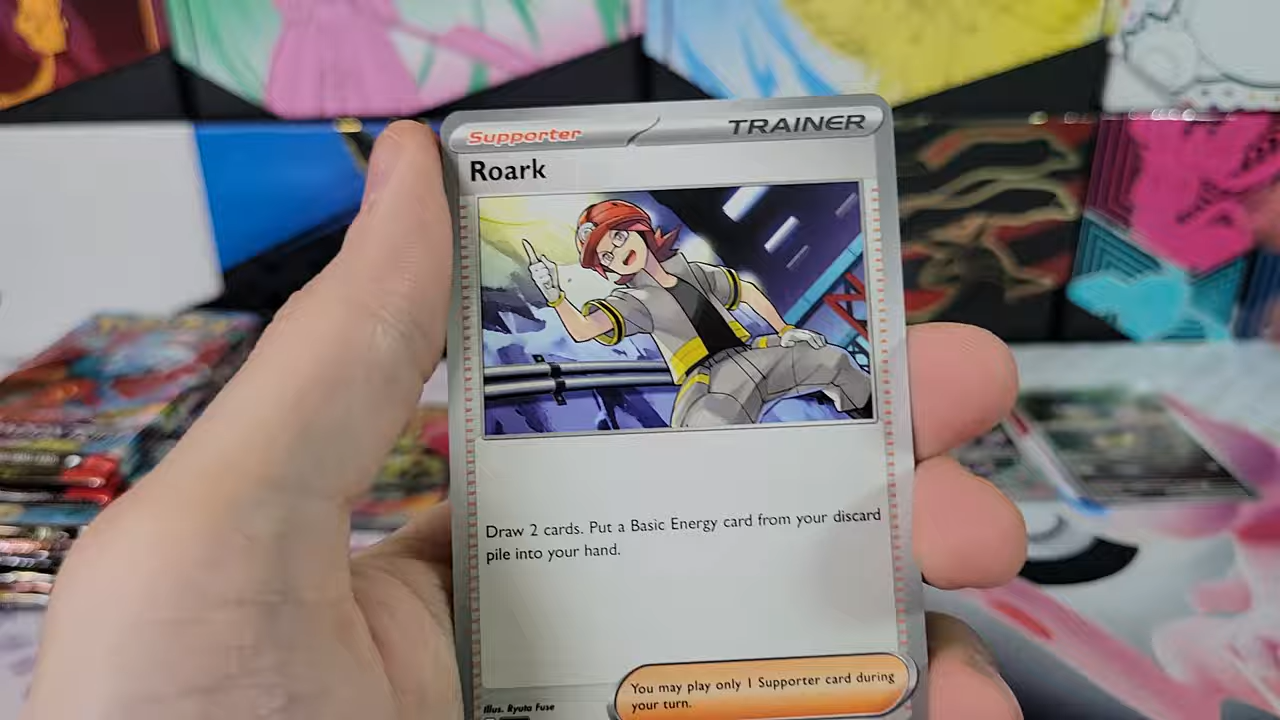 Supporter
TRAINER
Roark
Draw 2 cards. Put a Basic Energy card from your discard
pile into your hand.
You may play only 1 Supporter card during
your turn.
Illus. Ryuta Fuse